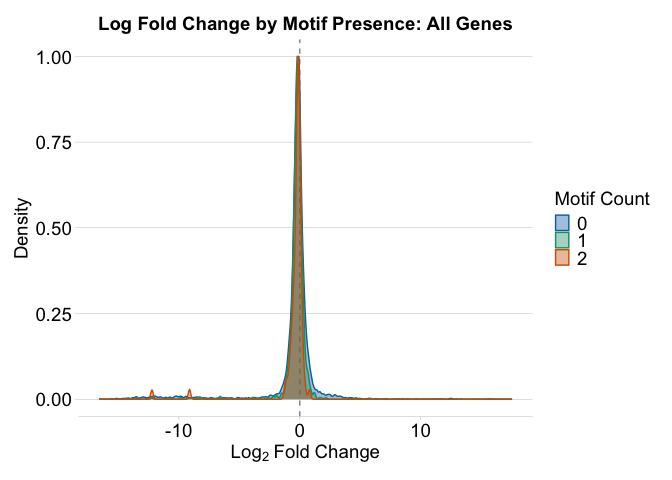 Log Fold Change by Motif Presence: All Genes
1.00
0.75
0.50
0.25
0.00
Density
-10
0
10
Log₂ Fold Change
Motif Count
0
1
2